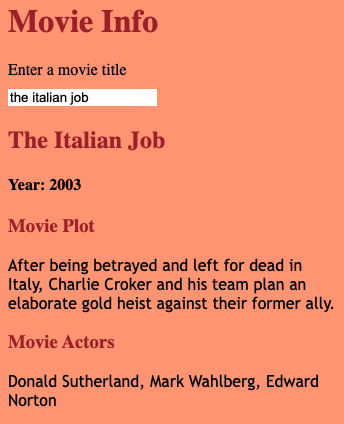 Movie Info
Enter a movie title
the italian job
The Italian Job
Year: 2003
Movie Plot
After being betrayed and left for dead in
Italy, Charlie Croker and his team plan an
elaborate gold heist against their former ally.
Movie Actors
Donald Sutherland, Mark Wahlberg, Edward
Norton